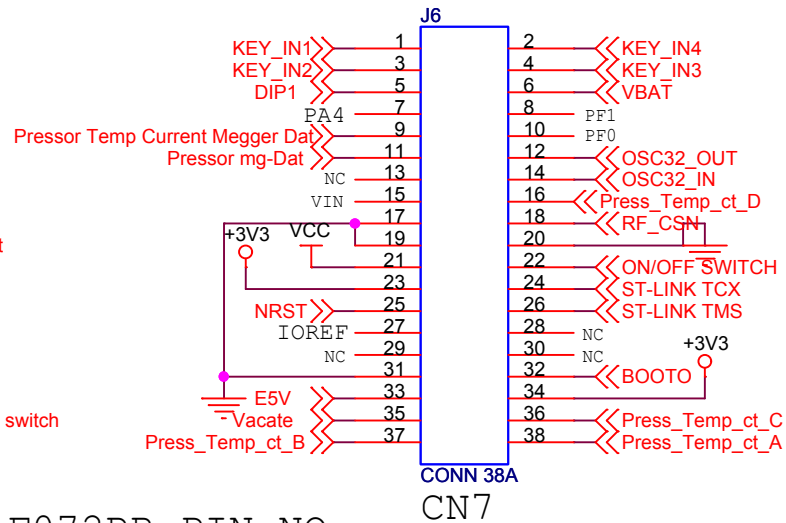 J6
KEY_IN1 1 2 KEY_IN4
KEY_IN2 3 4 KEY_IN3
DIP1 5 6 VBAT
PA4 7 8 PF1
Pressor Temp Current Megger Dat 9 10 PF0
Pressor mg-Dat 11 12 OSC32_OUT
NC 13 14 OSC32_IN
VIN 15 16 Press_Temp_ct_D
17 18 RF_CSN
+3V3 VCC 19 20
t
21 22 ON/OFF SWITCH
23 24 ST-LINK TCX
NRST 25 26 ST-LINK TMS
IOREF 27 28 NC
NC 29 30 NC +3V3
31 32 BOOTO
E5V 33 34
switch Vacate 35 36 Press_Temp_ct_C
Press_Temp_ct_B 37 38 Press_Temp_ct_A
CONN 38A
CN7